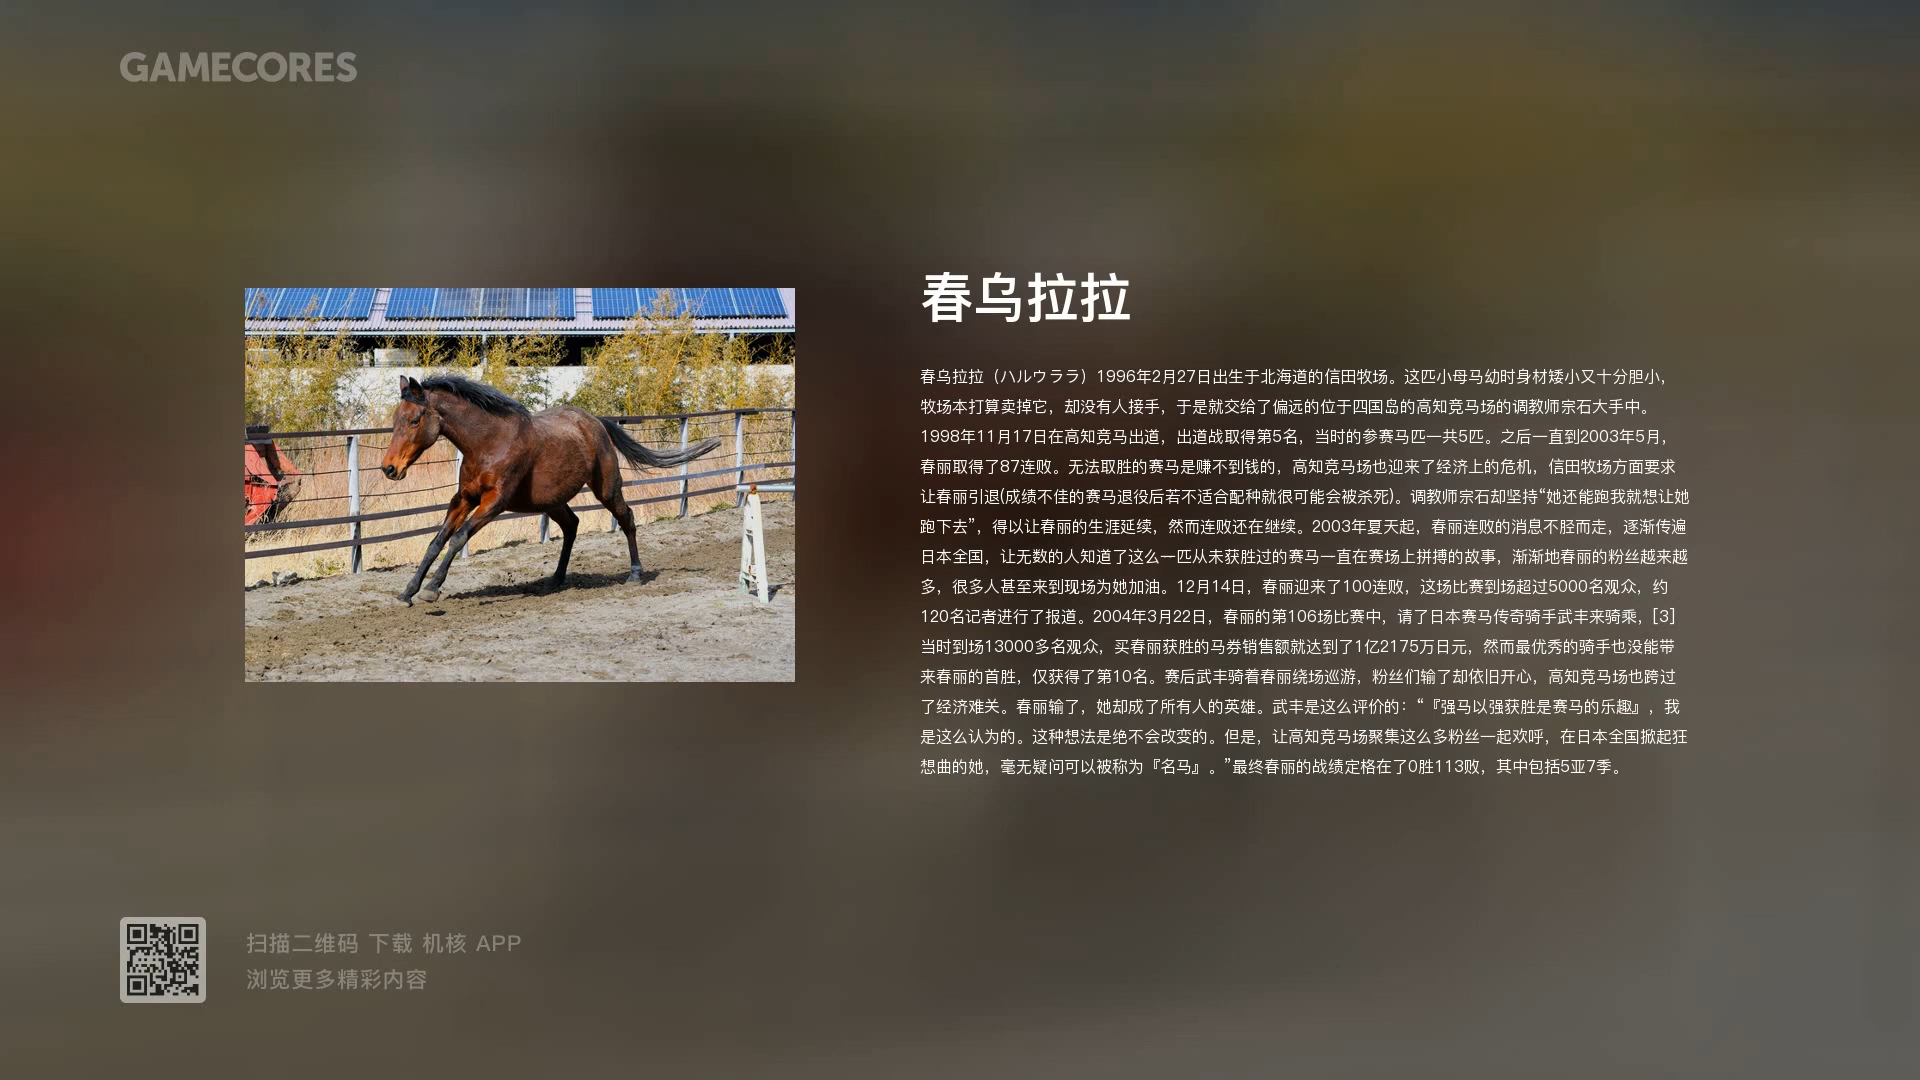 GAMECORES
春乌拉拉
春乌拉拉（ハルウララ）1996年2月27日出生于北海道的信田牧场。这匹小母马幼时身材矮小又十分胆小，
牧场本打算卖掉它，却没有人接手，于是就交给了偏远的位于四国岛的高知竞马场的调教师宗石大手中。
1998年11月17日在高知竞马出道，出道战取得第5名，当时的参赛马匹一共5匹。之后一直到2003年5月，
春丽取得了87连败。无法取胜的赛马是赚不到钱的，高知竞马场也迎来了经济上的危机，信田牧场方面要求
让春丽引退(成绩不佳的赛马退役后若不适合配种就很可能会被杀死)。调教师宗石却坚持“她还能跑我就想让她
跑下去”，得以让春丽的生涯延续，然而连败还在继续。2003年夏天起，春丽连败的消息不胫而走，逐渐传遍
日本全国，让无数的人知道了这么一匹从未获胜过的赛马一直在赛场上拼搏的故事，渐渐地春丽的粉丝越来越
多，很多人甚至来到现场为她加油。12月14日，春丽迎来了100连败，这场比赛到场超过5000名观众，约
120名记者进行了报道。2004年3月22日，春丽的第106场比赛中，请了日本赛马传奇骑手武丰来骑乘，[3]
当时到场13000多名观众，买春丽获胜的马券销售额就达到了1亿2175万日元，然而最优秀的骑手也没能带
来春丽的首胜，仅获得了第10名。赛后武丰骑着春丽绕场巡游，粉丝们输了却依旧开心，高知竞马场也跨过
了经济难关。春丽输了，她却成了所有人的英雄。武丰是这么评价的：“『强马以强获胜是赛马的乐趣』，我
是这么认为的。这种想法是绝不会改变的。但是，让高知竞马场聚集这么多粉丝一起欢呼，在日本全国掀起狂
想曲的她，毫无疑问可以被称为『名马』。”最终春丽的战绩定格在了0胜113败，其中包括5亚7季。
扫描二维码 下载 机核 APP
浏览更多精彩内容